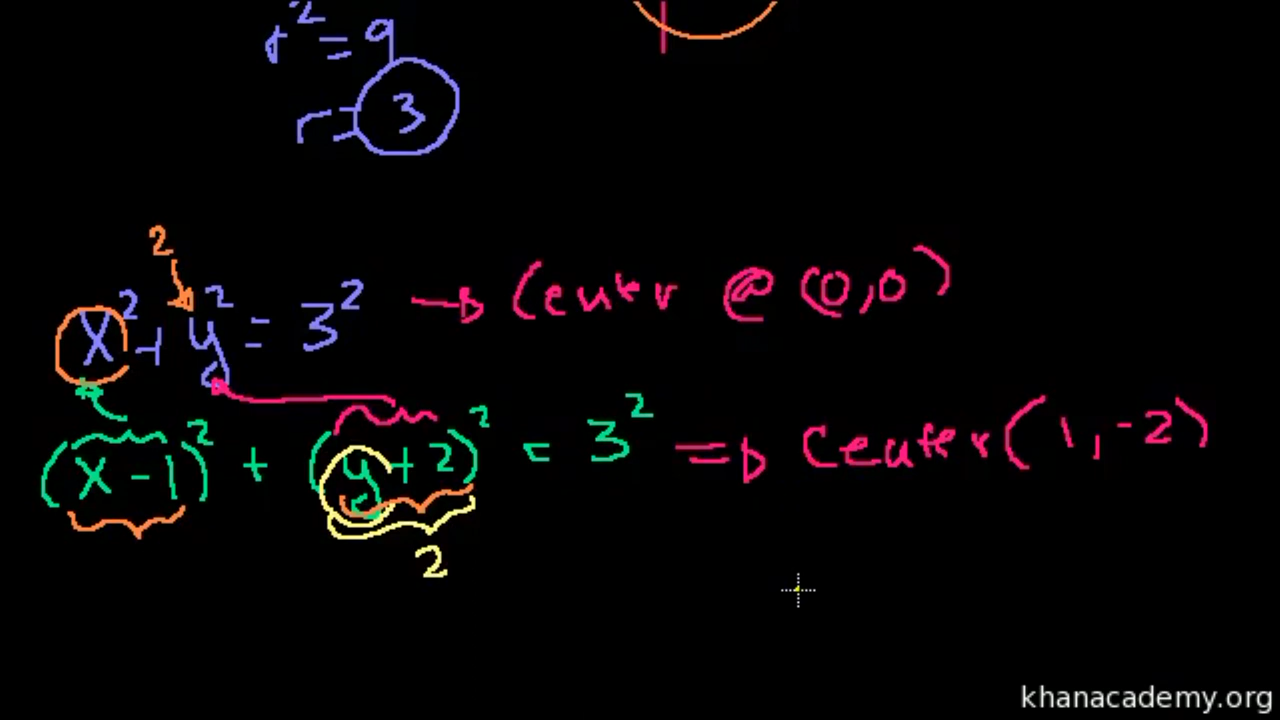 r² = 9
r = 3
2
x² + y² = 3² → Center @ (0,0)
(x - 1)² + (y + 2)² = 3² ⇒ Center (1, -2)
2
khanacademy.org